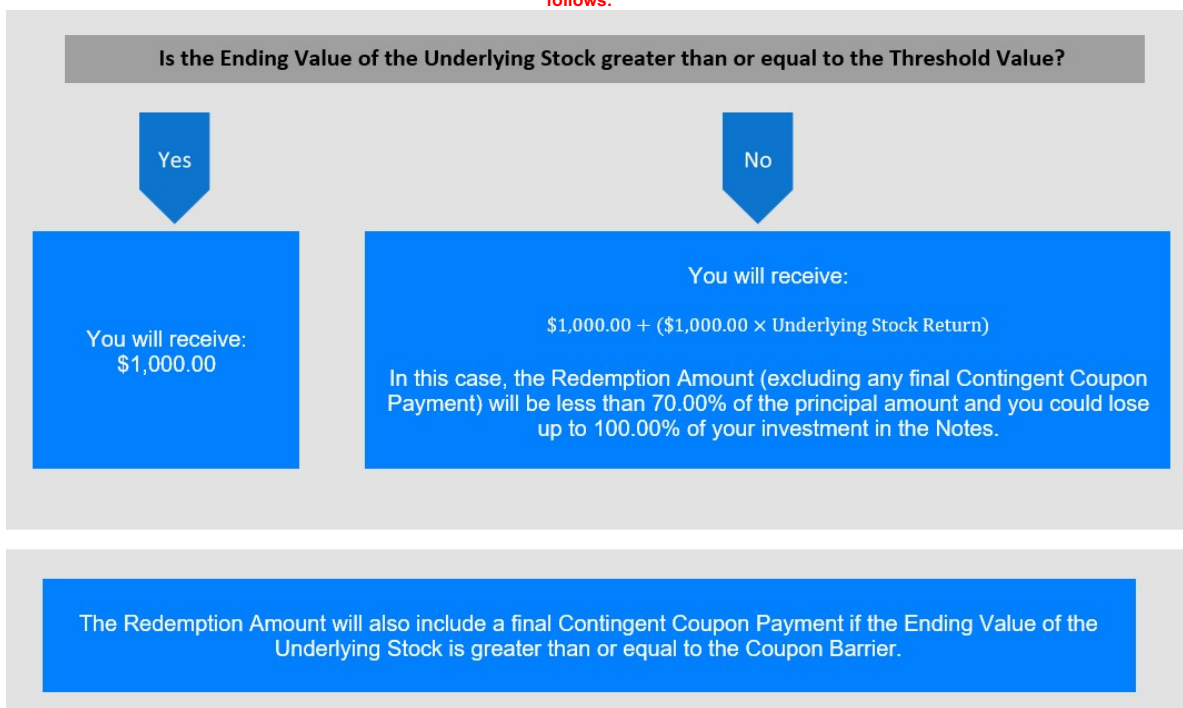 follows:
Is the Ending Value of the Underlying Stock greater than or equal to the Threshold Value?
Yes
No
You will receive:
$1,000.00
You will receive:
$1,000.00 + ($1,000.00 × Underlying Stock Return)
In this case, the Redemption Amount (excluding any final Contingent Coupon
Payment) will be less than 70.00% of the principal amount and you could lose
up to 100.00% of your investment in the Notes.
The Redemption Amount will also include a final Contingent Coupon Payment if the Ending Value of the
Underlying Stock is greater than or equal to the Coupon Barrier.